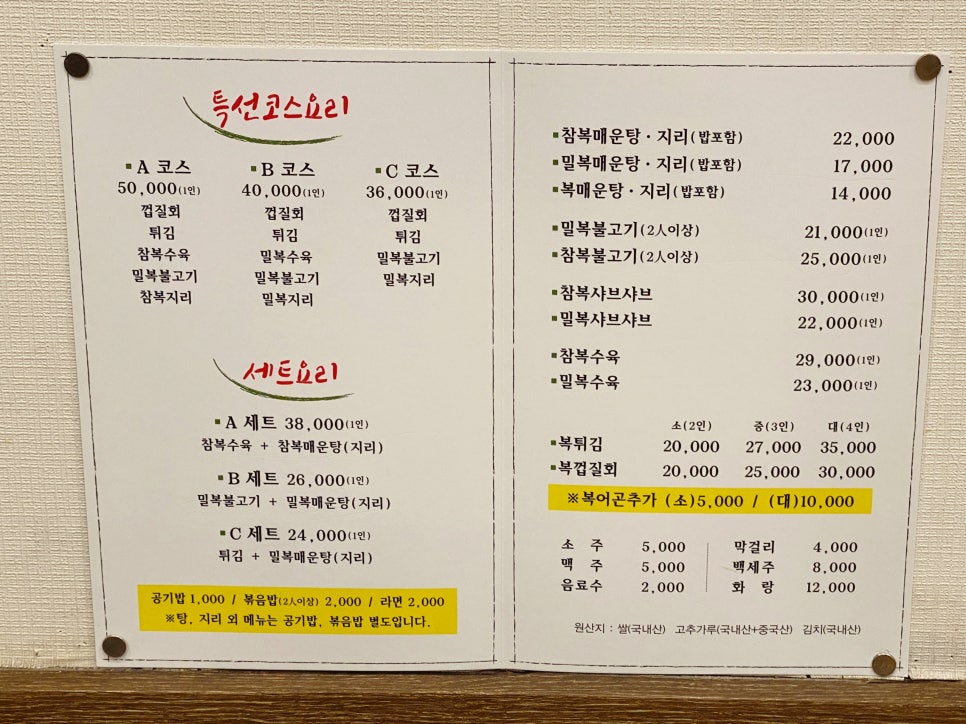 특선코스요리
▪A 코스
50,000(1인)
껍질회
튀김
참복수육
밀복불고기
참복지리
▪B 코스
40,000(1인)
껍질회
튀김
밀복수육
밀복불고기
밀복지리
▪C 코스
36,000(1인)
껍질회
튀김
밀복불고기
밀복지리
세트요리
▪A 세트 38,000(1인)
참복수육 + 참복매운탕(지리)
▪B 세트 26,000(1인)
밀복불고기 + 밀복매운탕(지리)
▪C 세트 24,000(1인)
튀김 + 밀복매운탕(지리)
공기밥 1,000 / 볶음밥(2人이상) 2,000 / 라면 2,000
※탕, 지리 외 메뉴는 공기밥, 볶음밥 별도입니다.
▪참복매운탕·지리(밥포함) 22,000
▪밀복매운탕·지리(밥포함) 17,000
▪복매운탕·지리(밥포함) 14,000
▪밀복불고기(2人이상) 21,000(1인)
▪참복불고기(2人이상) 25,000(1인)
▪참복샤브샤브 30,000(1인)
▪밀복샤브샤브 22,000(1인)
▪참복수육 29,000(1인)
▪밀복수육 23,000(1인)
소(2인) 중(3인) 대(4인)
▪복튀김 20,000 27,000 35,000
▪복껍질회 20,000 25,000 30,000
※복어곤추가 (소)5,000 / (대)10,000
소 주 5,000 막걸리 4,000
맥 주 5,000 백세주 8,000
음료수 2,000 화 랑 12,000
원산지 : 쌀(국내산) 고추가루(국내산+중국산) 김치(국내산)